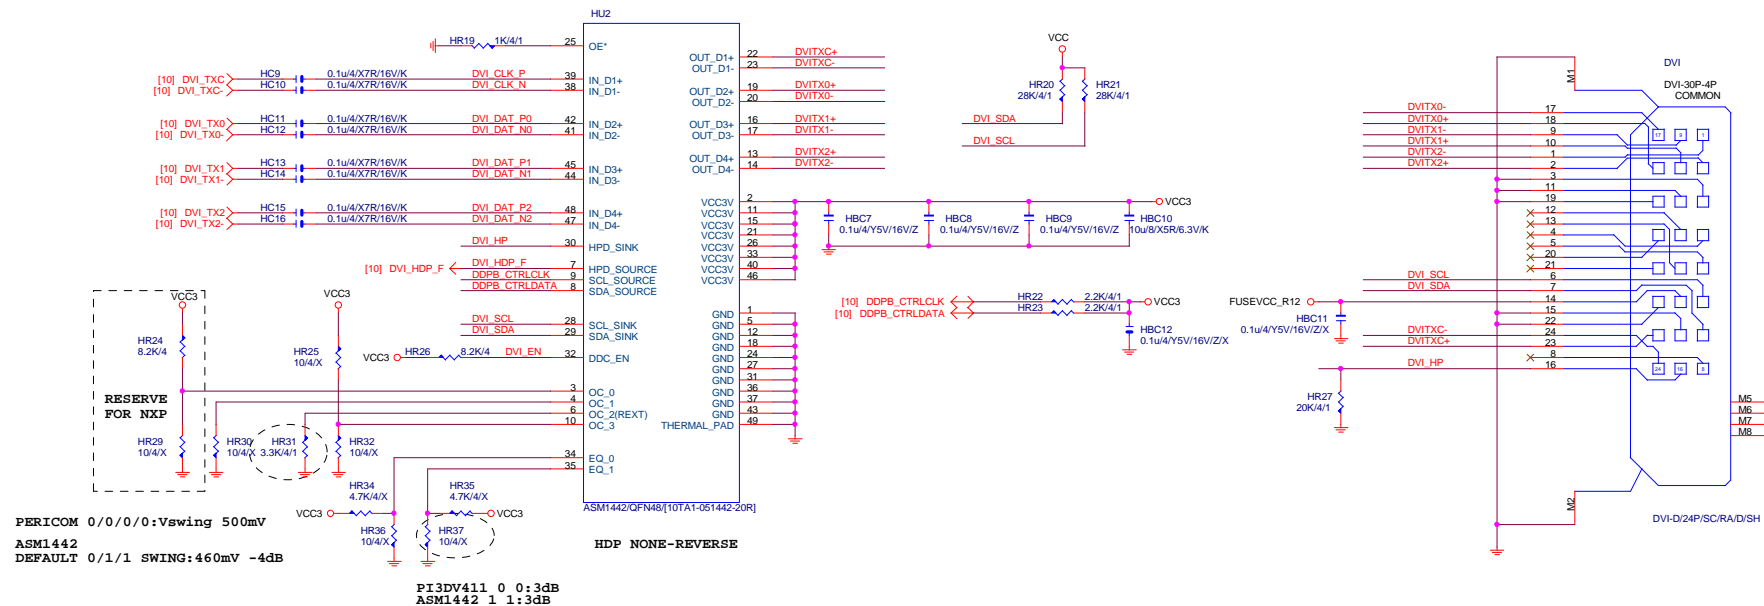 HU2
HR19 1K/4/1 25 OE*
[10] DVI_TXC HC9 0.1u/4/X7R/16V/K DVI_CLK_P 39 IN_D1+
[10] DVI_TXC- HC10 0.1u/4/X7R/16V/K DVI_CLK_N 38 IN_D1-
[10] DVI_TX0 HC11 0.1u/4/X7R/16V/K DVI_DAT_P0 42 IN_D2+
[10] DVI_TX0- HC12 0.1u/4/X7R/16V/K DVI_DAT_N0 41 IN_D2-
[10] DVI_TX1 HC13 0.1u/4/X7R/16V/K DVI_DAT_P1 45 IN_D3+
[10] DVI_TX1- HC14 0.1u/4/X7R/16V/K DVI_DAT_N1 44 IN_D3-
[10] DVI_TX2 HC15 0.1u/4/X7R/16V/K DVI_DAT_P2 48 IN_D4+
[10] DVI_TX2- HC16 0.1u/4/X7R/16V/K DVI_DAT_N2 47 IN_D4-
DVI_HP 30 HPD_SINK
[10] DVI_HDP_F DVI_HDP_F 7 HPD_SOURCE
DDPB_CTRLCLK 9 SCL_SOURCE
DDPB_CTRLDATA 8 SDA_SOURCE
DVI_SCL 28 SCL_SINK
DVI_SDA 29 SDA_SINK
VCC3 HR26 8.2K/4 DVI_EN 32 DDC_EN
3 OC_0
4 OC_1
6 OC_2(REXT)
10 OC_3
34 EQ_0
35 EQ_1
VCC3
HR24
8.2K/4
RESERVE
FOR NXP
HR29
10/4/X
VCC3
HR25
10/4/X
HR30
10/4/X
HR31
3.3K/4/1
HR32
10/4/X
HR34
4.7K/4/X
VCC3
HR36
10/4/X
HR35
4.7K/4/X
VCC3
HR37
10/4/X
PERICOM 0/0/0/0:Vswing 500mV
ASM1442
DEFAULT 0/1/1 SWING:460mV -4dB
PI3DV411 0 0:3dB
ASM1442 1 1:3dB
OUT_D1+ 22 DVITXC+
OUT_D1- 23 DVITXC-
OUT_D2+ 19 DVITX0+
OUT_D2- 20 DVITX0-
OUT_D3+ 16 DVITX1+
OUT_D3- 17 DVITX1-
OUT_D4+ 13 DVITX2+
OUT_D4- 14 DVITX2-
VCC3V 2
VCC3V 11
VCC3V 15
VCC3V 21
VCC3V 26
VCC3V 33
VCC3V 40
VCC3V 46
GND 1
GND 5
GND 12
GND 18
GND 24
GND 27
GND 31
GND 36
GND 37
GND 43
THERMAL_PAD 49
ASM1442/QFN48/[10TA1-051442-20R]
HDP NONE-REVERSE
VCC
HR20
28K/4/1
HR21
28K/4/1
DVI_SDA
DVI_SCL
VCC3
HBC7
0.1u/4/Y5V/16V/Z
HBC8
0.1u/4/Y5V/16V/Z
HBC9
0.1u/4/Y5V/16V/Z
HBC10
10u/8/X5R/6.3V/K
[10] DDPB_CTRLCLK HR22 2.2K/4/1 VCC3
[10] DDPB_CTRLDATA HR23 2.2K/4/1
HBC12
0.1u/4/Y5V/16V/Z/X
DVI
DVI-30P-4P
COMMON
M1
DVITX0- 17
DVITX0+ 18
DVITX1- 9
DVITX1+ 10
DVITX2- 1
DVITX2+ 2
3
11
19
12
13
4
5
20
21
DVI_SCL 6
DVI_SDA 7
FUSEVCC_R12 14
15
22
DVITXC- 24
DVITXC+ 23
8
DVI_HP 16
HBC11
0.1u/4/Y5V/16V/Z/X
HR27
20K/4/1
17 9 1
24 16 8
M5
M6
M7
M8
M2
DVI-D/24P/SC/RA/D/SH